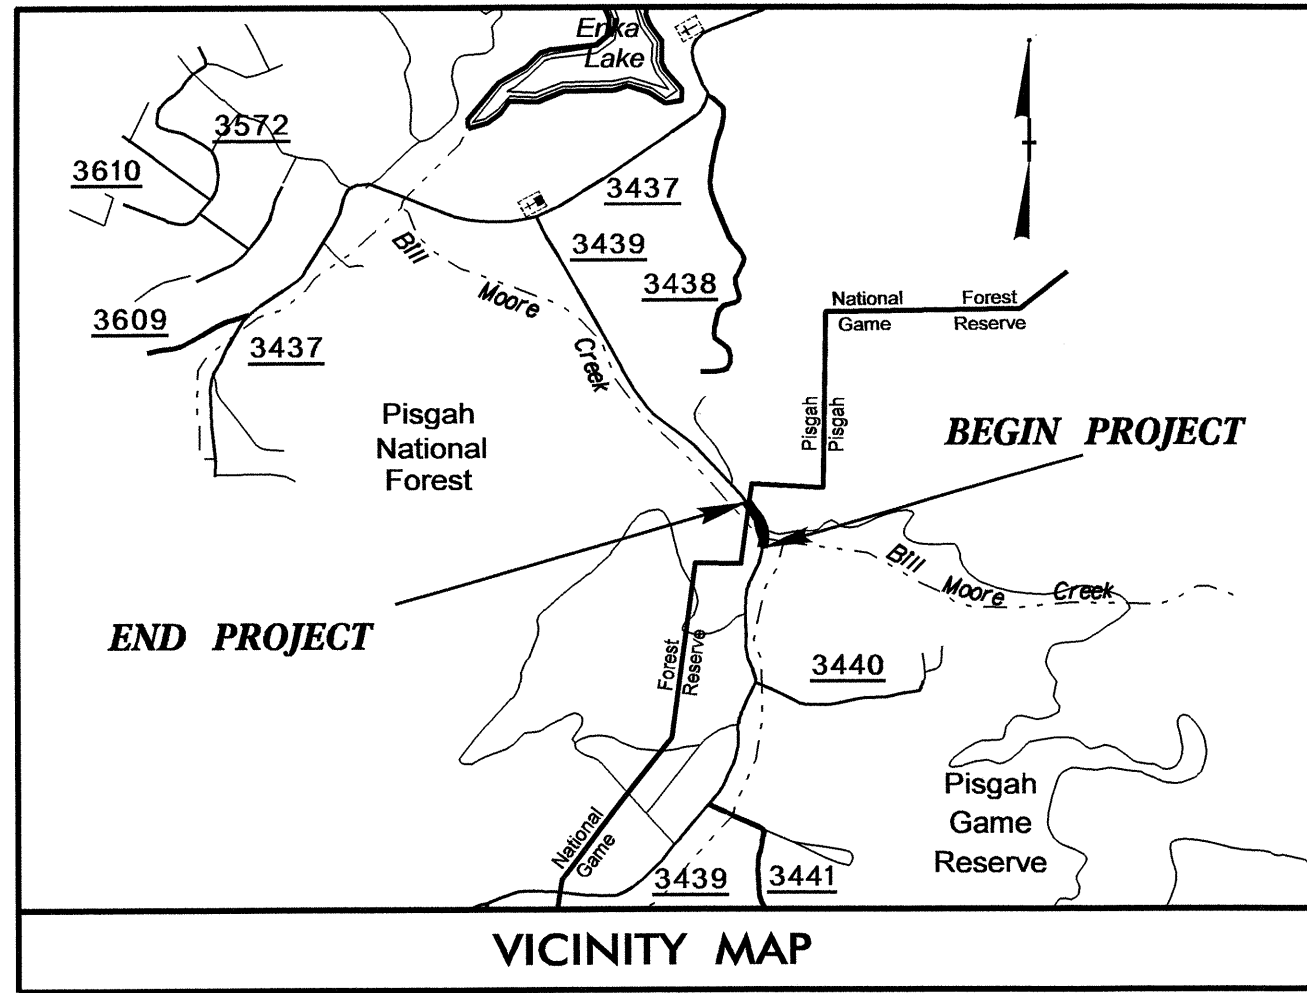 Enka
Lake
3572
3610
3437
3439
3438
3609
3437
Bill
Moore
Creek
National Forest
Game Reserve
Pisgah
Pisgah
Pisgah
National
Forest
BEGIN PROJECT
END PROJECT
Bill
Moore
Creek
Forest
Reserve
3440
Pisgah
Game
Reserve
National
Game
3439
3441
VICINITY MAP